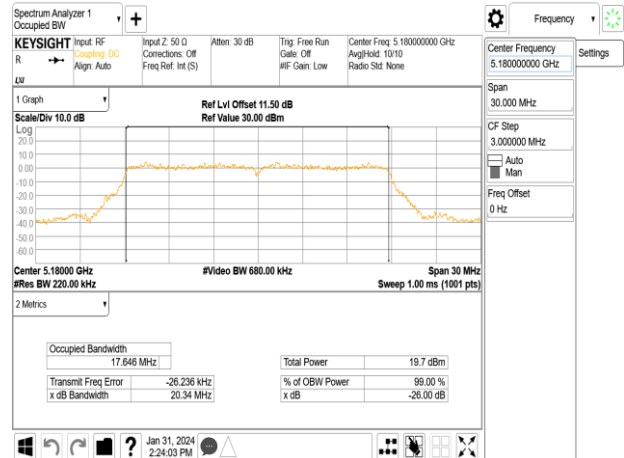 Spectrum Analyzer 1
Occupied BW
Frequency
KEYSIGHT
R
LXI
Input: RF
Coupling: DC
Align: Auto
Input Z: 50 Ω
Corrections: Off
Freq Ref: Int (S)
Atten: 30 dB
Trig: Free Run
Gate: Off
#IF Gain: Low
Center Freq: 5.180000000 GHz
Avg|Hold: 10/10
Radio Std: None
Center Frequency
5.180000000 GHz
Settings
Span
30.000 MHz
CF Step
3.000000 MHz
Auto
Man
Freq Offset
0 Hz
1 Graph
Scale/Div 10.0 dB
Ref Lvl Offset 11.50 dB
Ref Value 30.00 dBm
Log
20.0
10.0
0.00
-10.0
-20.0
-30.0
-40.0
-50.0
-60.0
Center 5.18000 GHz
#Res BW 220.00 kHz
#Video BW 680.00 kHz
Span 30 MHz
Sweep 1.00 ms (1001 pts)
2 Metrics
Occupied Bandwidth
17.646 MHz
Total Power 19.7 dBm
Transmit Freq Error -26.236 kHz
% of OBW Power 99.00 %
x dB Bandwidth 20.34 MHz
x dB -26.00 dB
?
Jan 31, 2024
2:24:03 PM